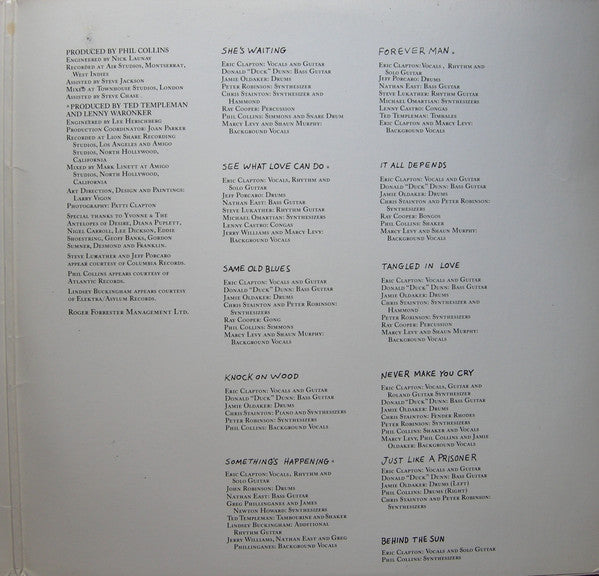 PRODUCED BY PHIL COLLINS
ENGINEERED BY NICK LAUNAY
RECORDED AT AIR STUDIOS, MONTSERRAT,
WEST INDIES
ASSISTED BY STEVE JACKSON
MIXED AT TOWNHOUSE STUDIOS, LONDON
ASSISTED BY STEVE CHASE
*PRODUCED BY TED TEMPLEMAN
AND LENNY WARONKER
ENGINEERED BY LEE HERSCHBERG
PRODUCTION COORDINATOR: JOAN PARKER
RECORDED AT LION SHARE RECORDING
STUDIOS, LOS ANGELES AND AMIGO
STUDIOS, NORTH HOLLYWOOD,
CALIFORNIA
MIXED BY MARK LINETT AT AMIGO
STUDIOS, NORTH HOLLYWOOD,
CALIFORNIA
ART DIRECTION, DESIGN AND PAINTINGS:
LARRY VIGON
PHOTOGRAPHY: PATTI CLAPTON
SPECIAL THANKS TO YVONNE & THE
ANTELOPES OF DESIRE, DIANA PUPLETT,
NIGEL CARROLL, LEE DICKSON, EDDIE
SHOESTRING, GEOFF BANKS, GORDON
SUMNER, DESMOND AND FRANKLIN.
STEVE LUKATHER AND JEFF PORCARO
APPEAR COURTESY OF COLUMBIA RECORDS.
PHIL COLLINS APPEARS COURTESY OF
ATLANTIC RECORDS.
LINDSEY BUCKINGHAM APPEARS COURTESY
OF ELEKTRA/ASYLUM RECORDS.
ROGER FORRESTER MANAGEMENT LTD.
SHE'S WAITING
ERIC CLAPTON: VOCALS AND GUITAR
DONALD "DUCK" DUNN: BASS GUITAR
JAMIE OLDAKER: DRUMS
PETER ROBINSON: SYNTHESIZER
CHRIS STAINTON: SYNTHESIZER AND
HAMMOND
RAY COOPER: PERCUSSION
PHIL COLLINS: SIMMONS AND SNARE DRUM
MARCY LEVY AND SHAUN MURPHY:
BACKGROUND VOCALS
SEE WHAT LOVE CAN DO*
ERIC CLAPTON: VOCALS, RHYTHM AND
SOLO GUITAR
JEFF PORCARO: DRUMS
NATHAN EAST: BASS GUITAR
STEVE LUKATHER: RHYTHM GUITAR
MICHAEL OMARTIAN: SYNTHESIZERS
LENNY CASTRO: CONGAS
JERRY WILLIAMS AND MARCY LEVY:
BACKGROUND VOCALS
SAME OLD BLUES
ERIC CLAPTON: VOCALS AND GUITAR
DONALD "DUCK" DUNN: BASS GUITAR
JAMIE OLDAKER: DRUMS
CHRIS STAINTON AND PETER ROBINSON:
SYNTHESIZERS
RAY COOPER: GONG
PHIL COLLINS: SIMMONS
MARCY LEVY AND SHAUN MURPHY:
BACKGROUND VOCALS
KNOCK ON WOOD
ERIC CLAPTON: VOCALS AND GUITAR
DONALD "DUCK" DUNN: BASS GUITAR
JAMIE OLDAKER: DRUMS
CHRIS STAINTON: PIANO AND SYNTHESIZERS
PETER ROBINSON: SYNTHESIZERS
PHIL COLLINS: BACKGROUND VOCALS
SOMETHING'S HAPPENING*
ERIC CLAPTON: VOCALS, RHYTHM AND
SOLO GUITAR
JOHN ROBINSON: DRUMS
NATHAN EAST: BASS GUITAR
GREG PHILLINGANES AND JAMES
NEWTON HOWARD: SYNTHESIZERS
TED TEMPLEMAN: TAMBOURINE AND SHAKER
LINDSEY BUCKINGHAM: ADDITIONAL
RHYTHM GUITAR
JERRY WILLIAMS, NATHAN EAST AND GREG
PHILLINGANES: BACKGROUND VOCALS
FOREVER MAN*
ERIC CLAPTON: VOCALS, RHYTHM AND
SOLO GUITAR
JEFF PORCARO: DRUMS
NATHAN EAST: BASS GUITAR
STEVE LUKATHER: RHYTHM GUITAR
MICHAEL OMARTIAN: SYNTHESIZERS
LENNY CASTRO: CONGAS
TED TEMPLEMAN: TIMBALES
ERIC CLAPTON AND MARCY LEVY:
BACKGROUND VOCALS
IT ALL DEPENDS
ERIC CLAPTON: VOCALS AND GUITAR
DONALD "DUCK" DUNN: BASS GUITAR
JAMIE OLDAKER: DRUMS
CHRIS STAINTON AND PETER ROBINSON:
SYNTHESIZERS
RAY COOPER: BONGOS
PHIL COLLINS: SHAKER
MARCY LEVY AND SHAUN MURPHY:
BACKGROUND VOCALS
TANGLED IN LOVE
ERIC CLAPTON: VOCALS AND GUITAR
DONALD "DUCK" DUNN: BASS GUITAR
JAMIE OLDAKER: DRUMS
CHRIS STAINTON: SYNTHESIZER AND
HAMMOND
PETER ROBINSON: SYNTHESIZERS
RAY COOPER: PERCUSSION
MARCY LEVY AND SHAUN MURPHY:
BACKGROUND VOCALS
NEVER MAKE YOU CRY
ERIC CLAPTON: VOCALS, GUITAR AND
ROLAND GUITAR SYNTHESIZER
DONALD "DUCK" DUNN: BASS GUITAR
JAMIE OLDAKER: DRUMS
CHRIS STAINTON: FENDER RHODES
PETER ROBINSON: SYNTHESIZERS
PHIL COLLINS: SHAKER AND VOCALS
MARCY LEVY, PHIL COLLINS AND JAMIE
OLDAKER: BACKGROUND VOCALS
JUST LIKE A PRISONER
ERIC CLAPTON: VOCALS AND GUITAR
DONALD "DUCK" DUNN: BASS GUITAR
JAMIE OLDAKER: DRUMS (LEFT)
PHIL COLLINS: DRUMS (RIGHT)
CHRIS STAINTON AND PETER ROBINSON:
SYNTHESIZERS
BEHIND THE SUN
ERIC CLAPTON: VOCALS AND SOLO GUITAR
PHIL COLLINS: SYNTHESIZERS